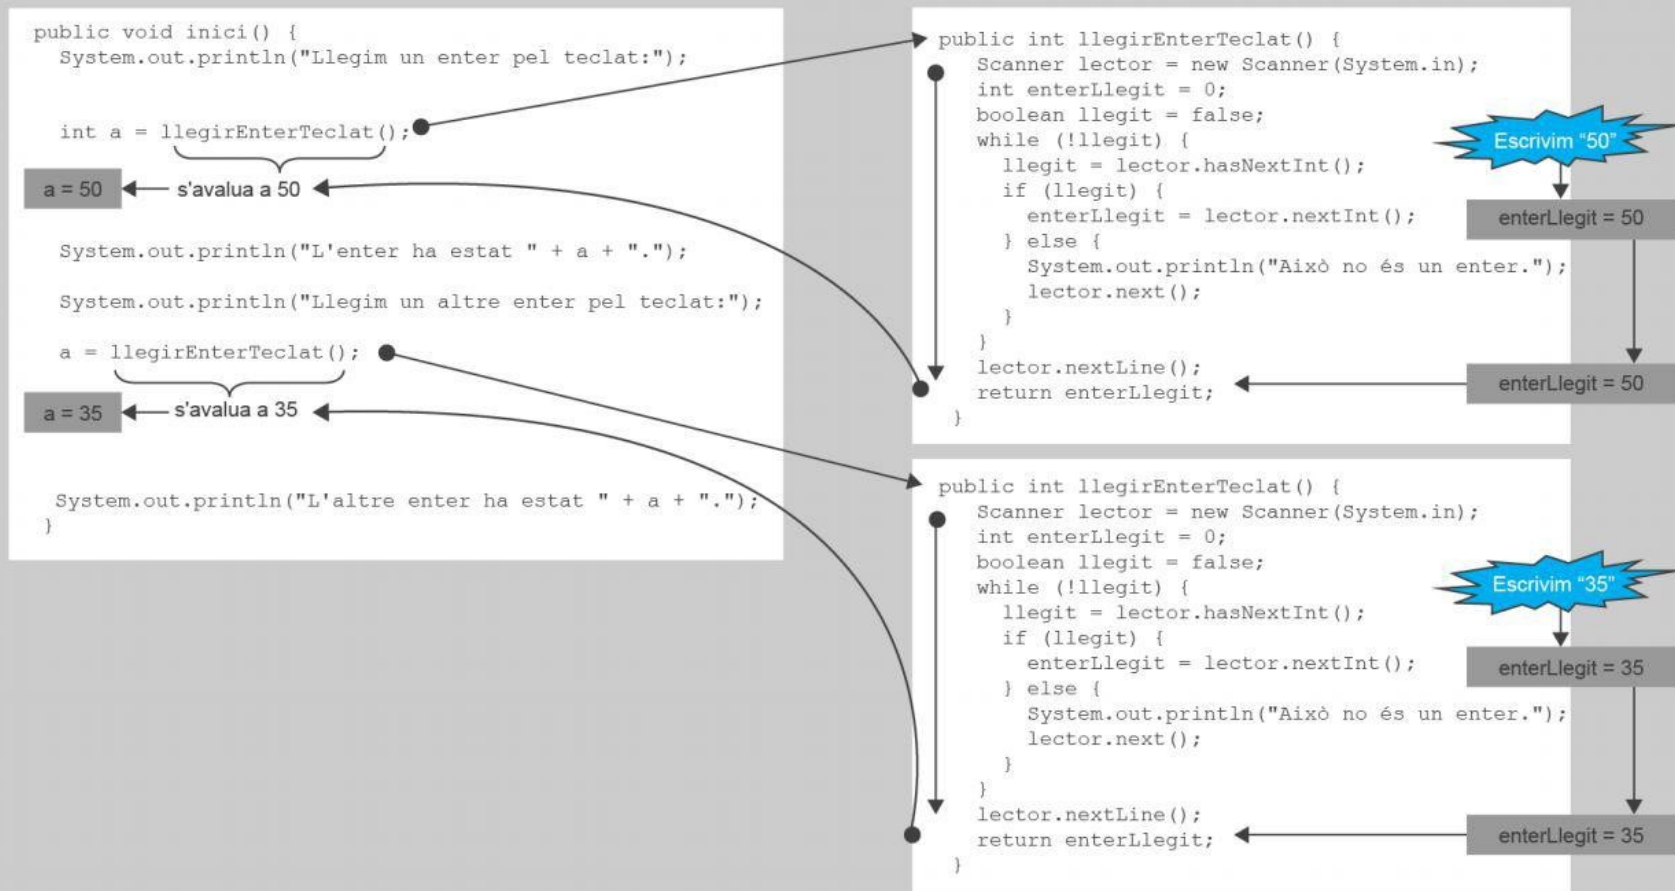 public void inici() {
System.out.println("Llegim un enter pel teclat:");
int a = llegirEnterTeclat();
a = 50
s'avalua a 50
System.out.println("L'enter ha estat " + a + ".");
System.out.println("Llegim un altre enter pel teclat:");
a = llegirEnterTeclat();
a = 35
s'avalua a 35
System.out.println("L'altre enter ha estat " + a + ".");
}
public int llegirEnterTeclat() {
Scanner lector = new Scanner(System.in);
int enterLlegit = 0;
boolean llegit = false;
while (!llegit) {
llegit = lector.hasNextInt();
if (llegit) {
enterLlegit = lector.nextInt();
} else {
System.out.println("Això no és un enter.");
lector.next();
}
}
lector.nextLine();
return enterLlegit;
}
Escrivim “50”
enterLlegit = 50
enterLlegit = 50
public int llegirEnterTeclat() {
Scanner lector = new Scanner(System.in);
int enterLlegit = 0;
boolean llegit = false;
while (!llegit) {
llegit = lector.hasNextInt();
if (llegit) {
enterLlegit = lector.nextInt();
} else {
System.out.println("Això no és un enter.");
lector.next();
}
}
lector.nextLine();
return enterLlegit;
}
Escrivim “35”
enterLlegit = 35
enterLlegit = 35